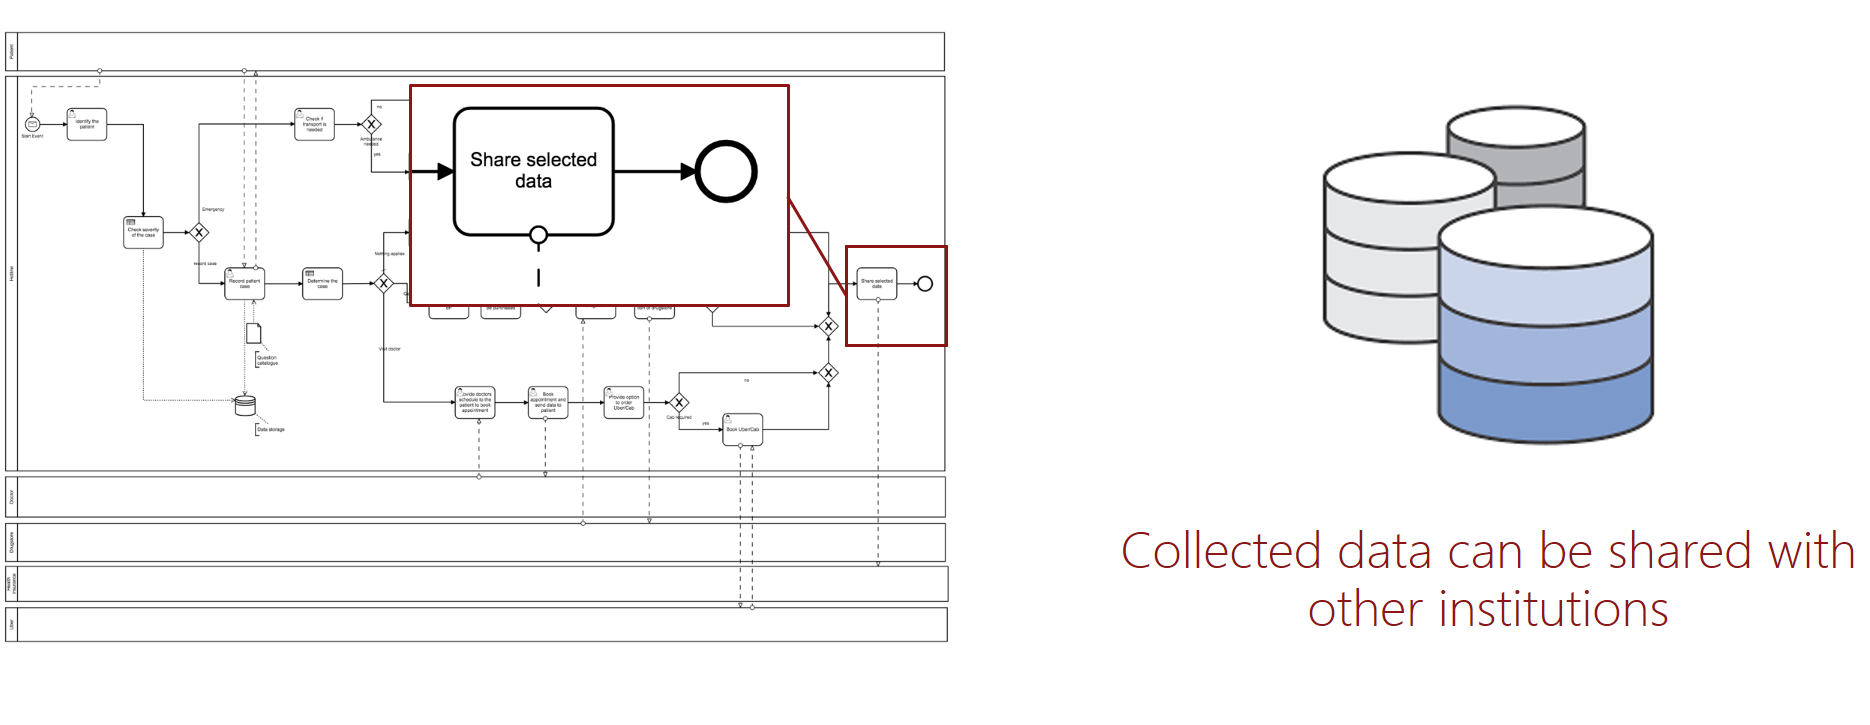 Patient
Hotline
Start Event
Identify the
patient
Check severity
of the case
Emergency
record case
Check if
transport is
needed
no
Ambulance
needed
yes
Share selected
data
Record patient
case
Determine the
case
Nothing applies
Visit doctor
Question
catalogue
Data storage
schedule to the
patient to book
appointment
Book
appointment and
send data to
patient
Provide option
to order
Uber/Cab
Cab required
no
yes
Book Uber/Cab
Share selected
data
Doctor
Drugstore
Health
Insurance
Uber
Collected data can be shared with
other institutions